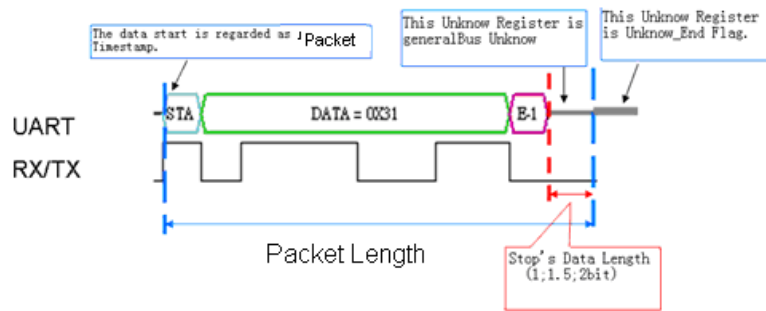 The data start is regarded as
Packet
Timestamp.
This Unknow Register is
generalBus Unknow
This Unknow Register
is Unknow_End Flag.
UART
STA
DATA = 0X31
E-1
RX/TX
Packet Length
Stop's Data Length
(1;1.5;2bit)